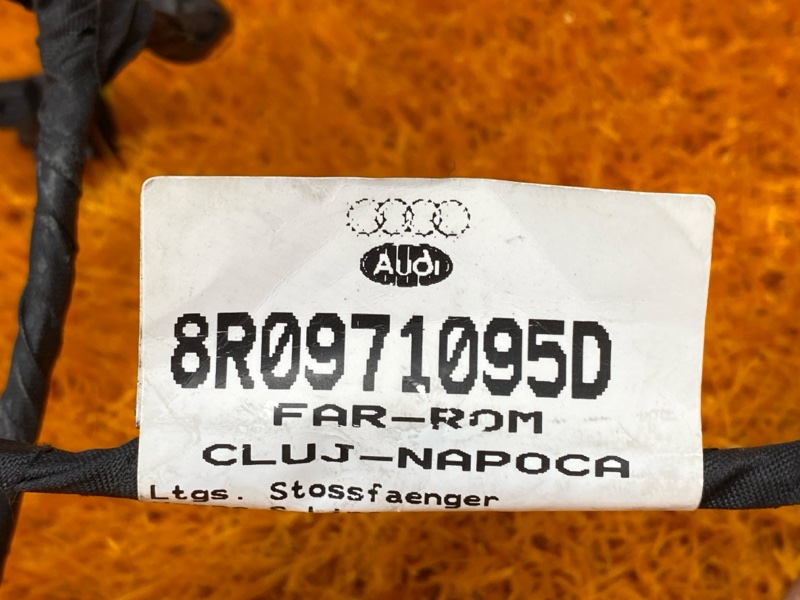 Audi
8R0971095D
FAR-ROM
CLUJ-NAPOCA
Ltgs. Stossfaenger